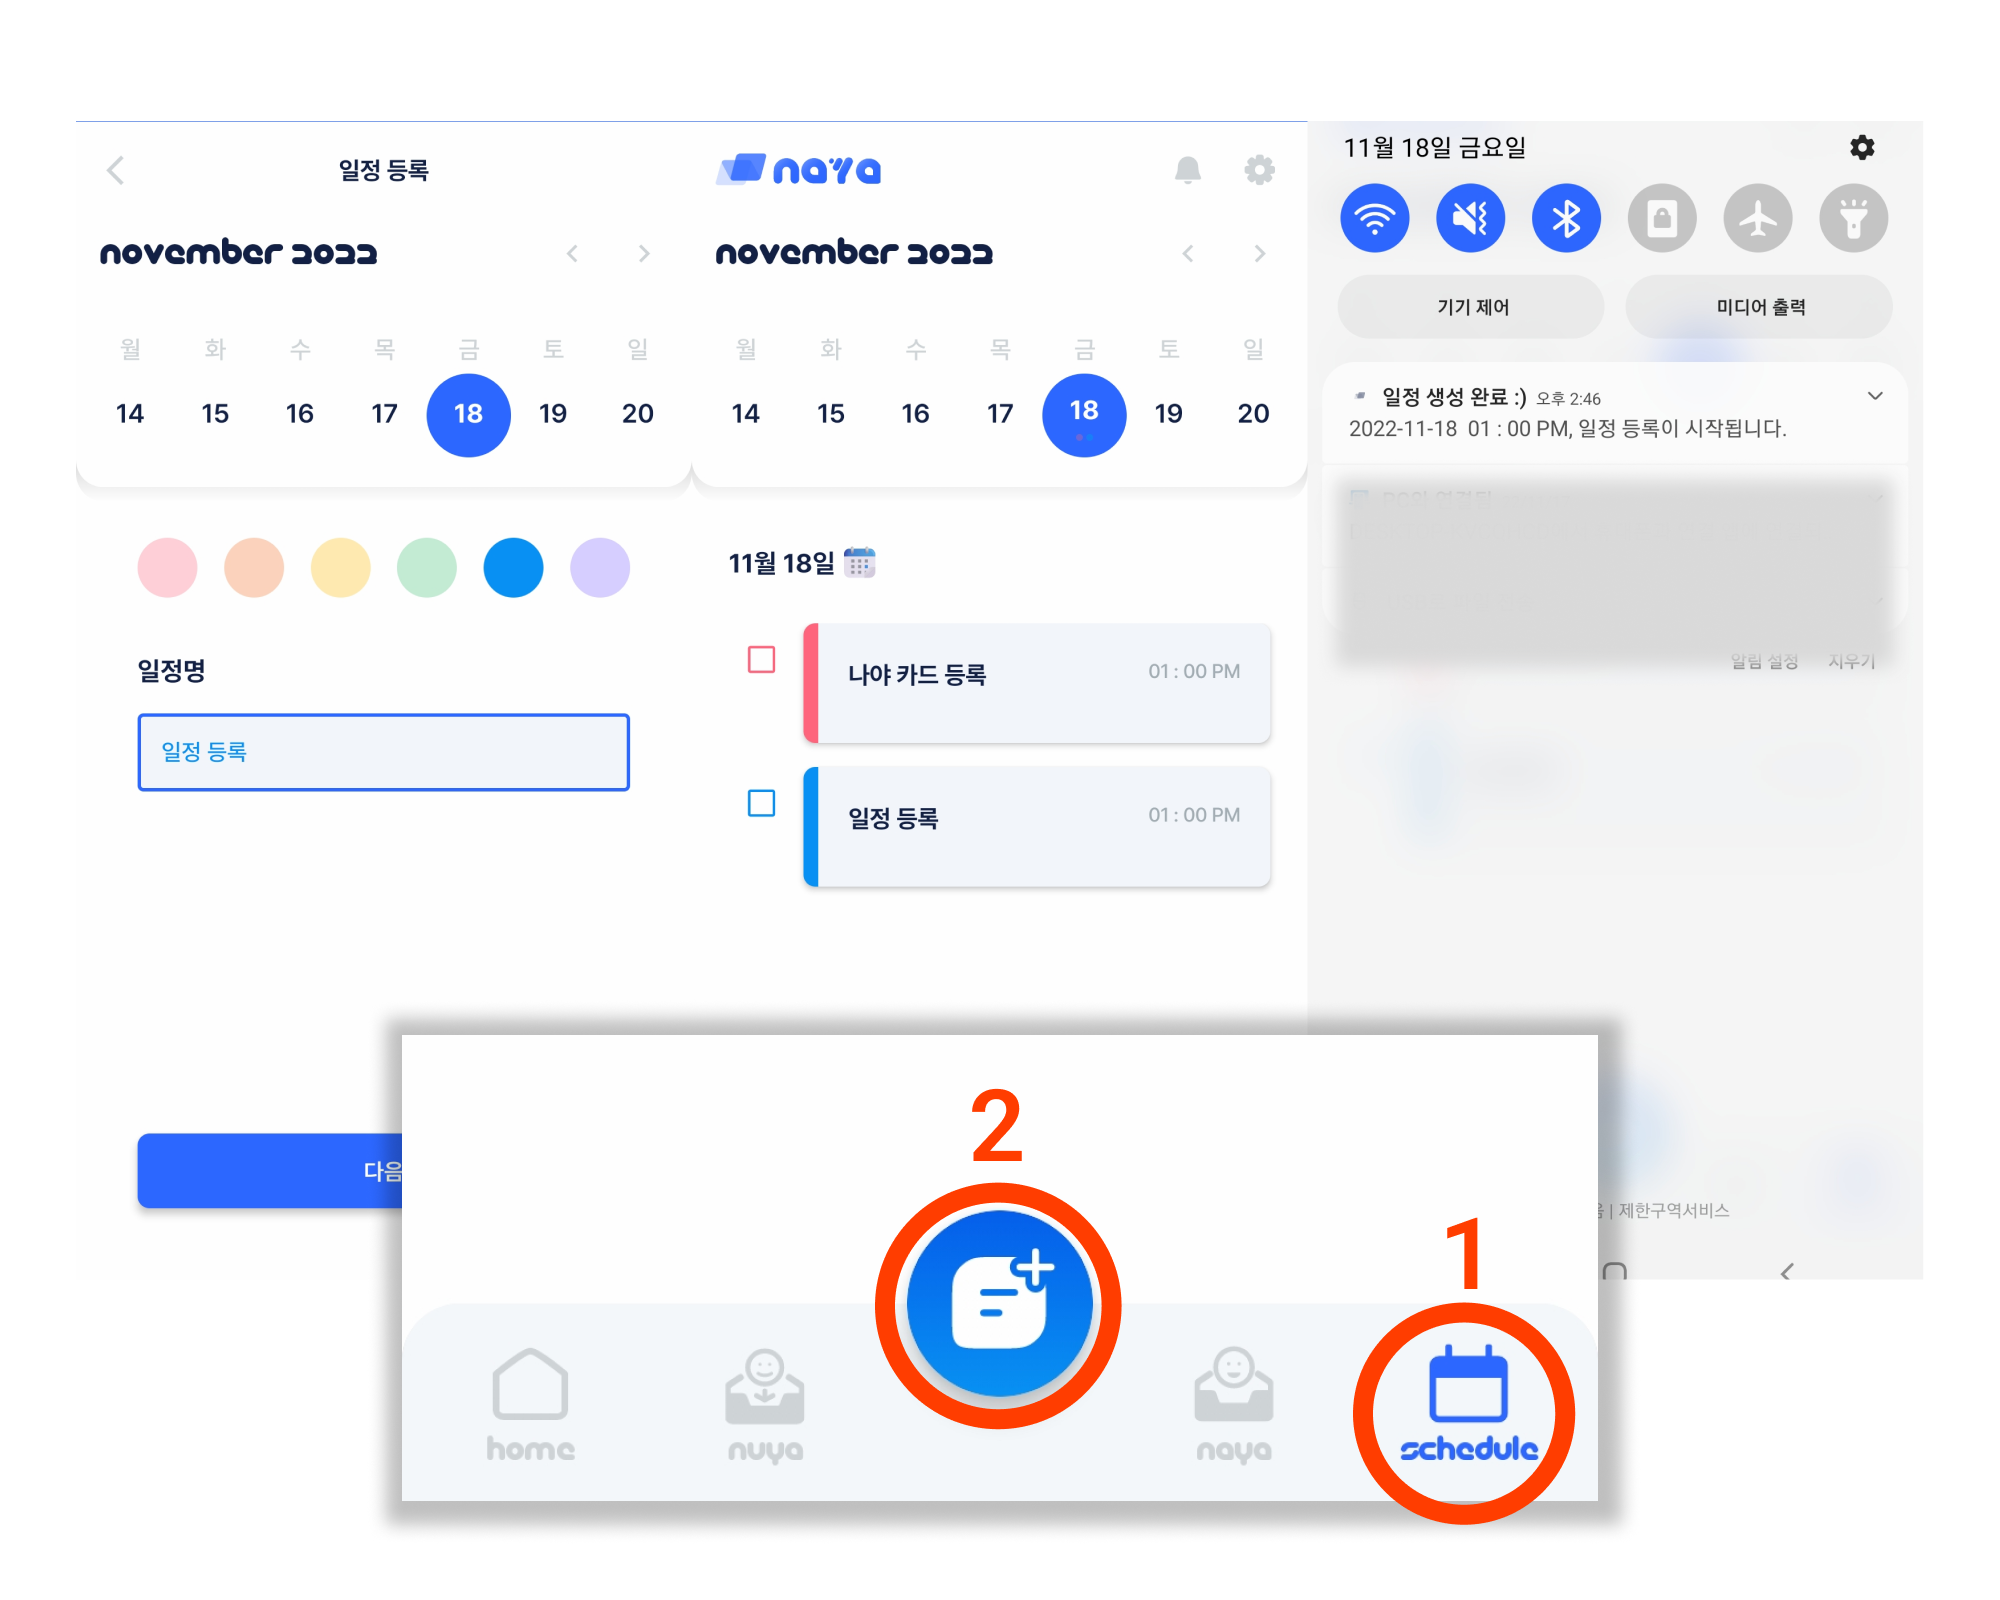 일정 등록
november 2022
월 화 수 목 금 토 일
14 15 16 17 18 19 20
일정명
일정 등록
다음
naya
november 2022
월 화 수 목 금 토 일
14 15 16 17 18 19 20
11월 18일
나야 카드 등록 01 : 00 PM
일정 등록 01 : 00 PM
11월 18일 금요일
기기 제어 미디어 출력
일정 생성 완료 :) 오후 2:46
2022-11-18 01 : 00 PM, 일정 등록이 시작됩니다.
알림 설정 지우기
| 제한구역서비스
2
1
home nuya naya schedule